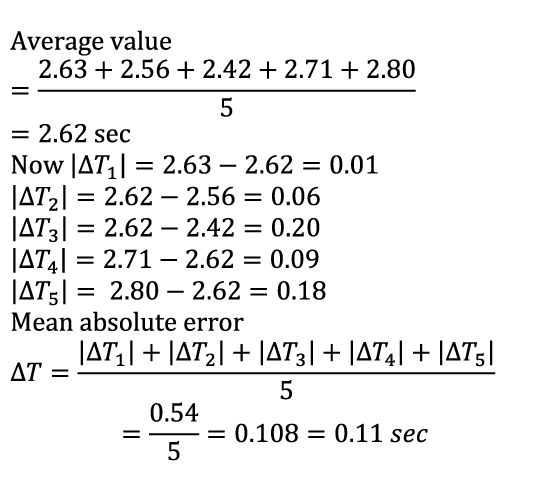 Average value
= (2.63 + 2.56 + 2.42 + 2.71 + 2.80) / 5
= 2.62 sec
Now |ΔT₁| = 2.63 − 2.62 = 0.01
|ΔT₂| = 2.62 − 2.56 = 0.06
|ΔT₃| = 2.62 − 2.42 = 0.20
|ΔT₄| = 2.71 − 2.62 = 0.09
|ΔT₅| = 2.80 − 2.62 = 0.18
Mean absolute error
ΔT = (|ΔT₁| + |ΔT₂| + |ΔT₃| + |ΔT₄| + |ΔT₅|) / 5
= 0.54 / 5 = 0.108 = 0.11 sec